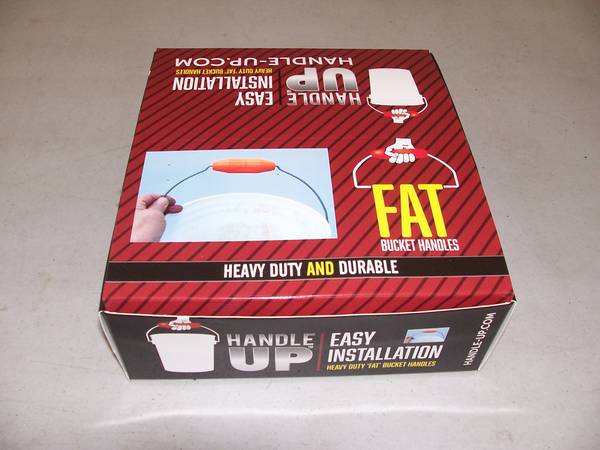 HANDLE-UP.COM
HEAVY DUTY 'FAT' BUCKET HANDLES
EASY
INSTALLATION
HANDLE
UP
FAT
BUCKET HANDLES
HEAVY DUTY AND DURABLE
HANDLE
UP
EASY
INSTALLATION
HEAVY DUTY 'FAT' BUCKET HANDLES
HANDLE-UP.COM